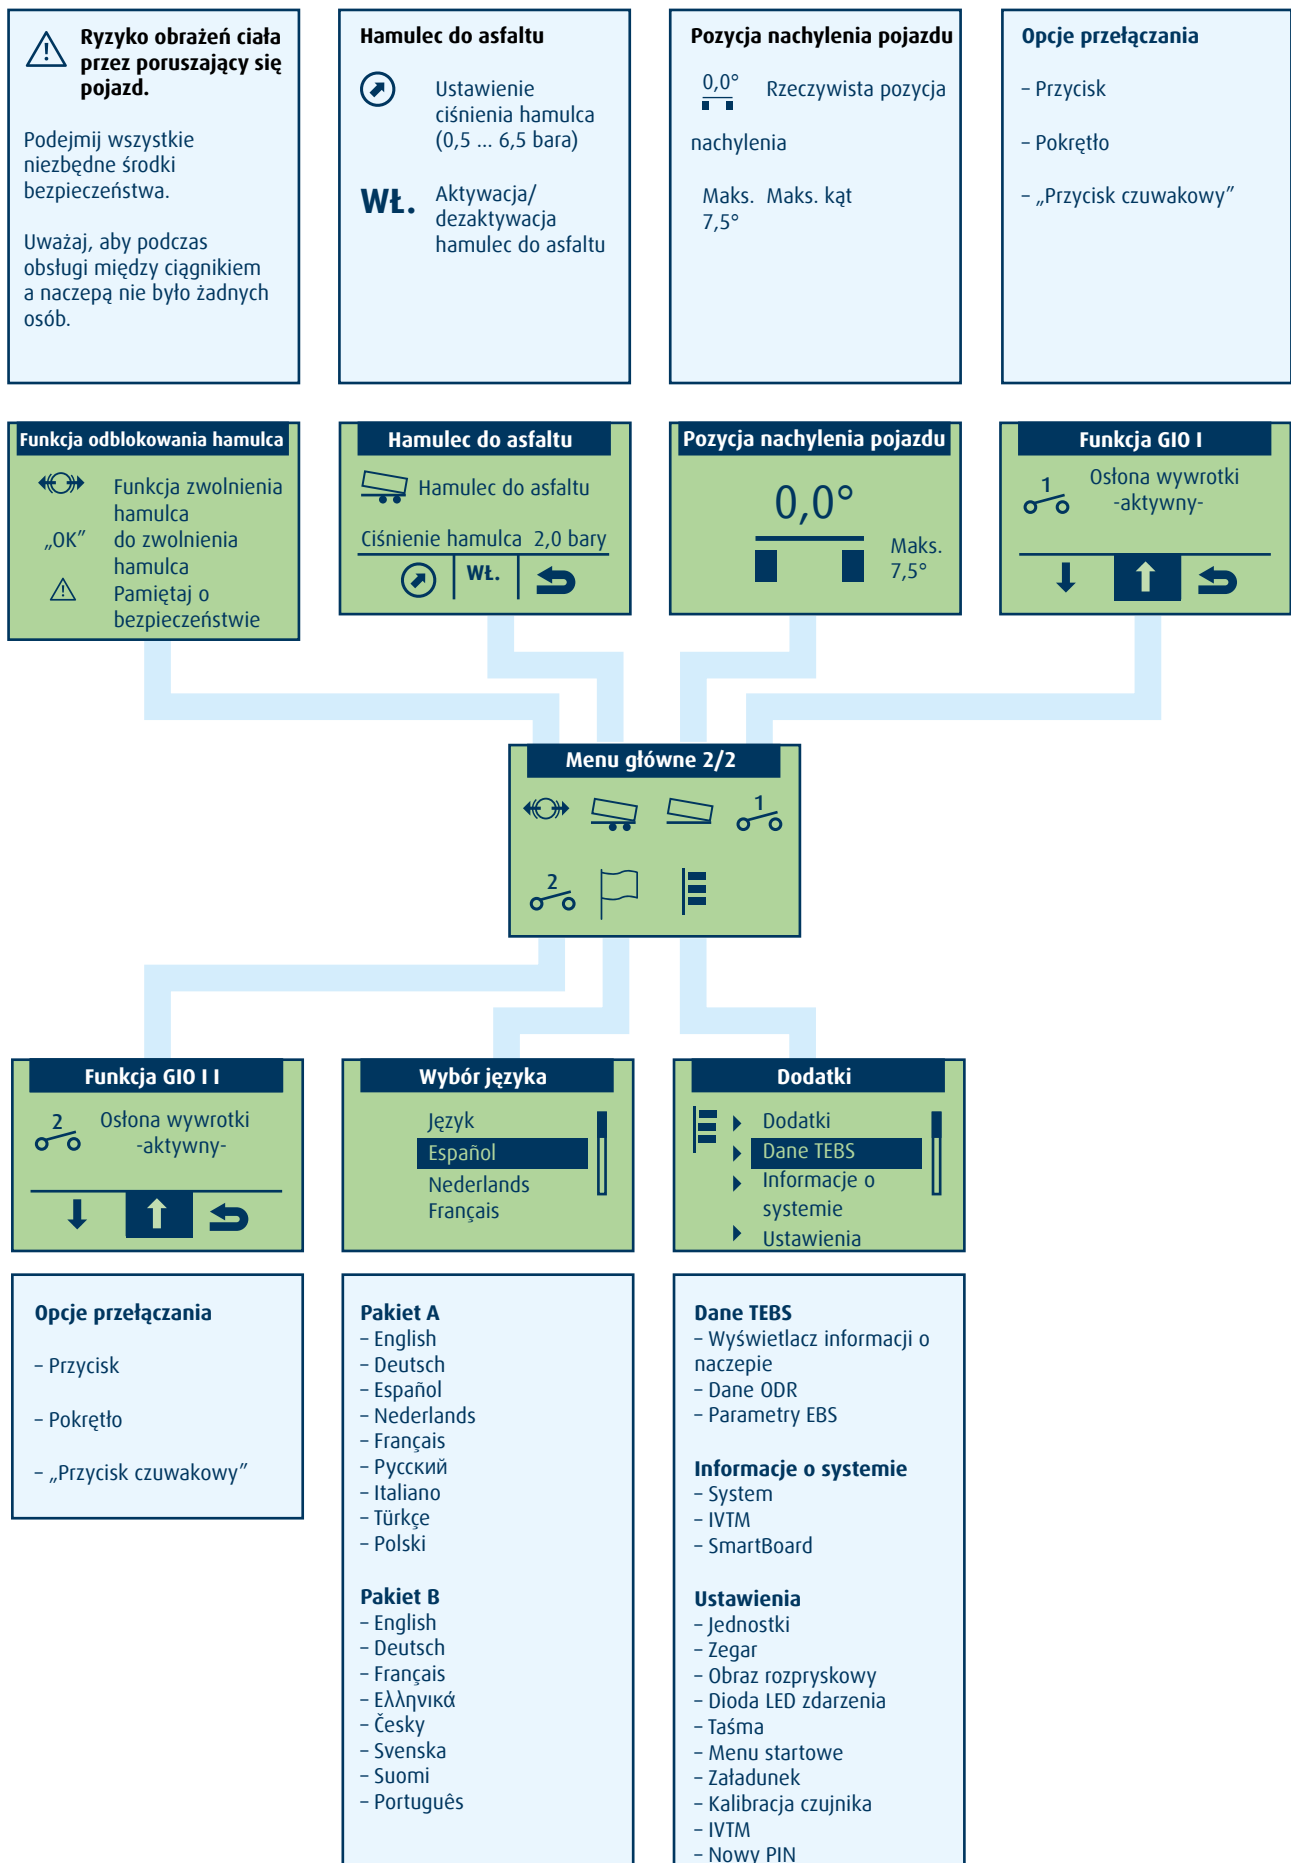 Ryzyko obrażeń ciała
przez poruszający się
pojazd.
Podejmij wszystkie
niezbędne środki
bezpieczeństwa.
Uważaj, aby podczas
obsługi między ciągnikiem
a naczepą nie było żadnych
osób.
Hamulec do asfaltu
Ustawienie
ciśnienia hamulca
(0,5 ... 6,5 bara)
WŁ.
Aktywacja/
dezaktywacja
hamulec do asfaltu
Pozycja nachylenia pojazdu
0,0° Rzeczywista pozycja
nachylenia
Maks. Maks. kąt
7,5°
Opcje przełączania
– Przycisk
– Pokrętło
– „Przycisk czuwakowy”
Funkcja odblokowania hamulca
Funkcja zwolnienia
hamulca
„OK” do zwolnienia
hamulca
Pamiętaj o
bezpieczeństwie
Hamulec do asfaltu
Hamulec do asfaltu
Ciśnienie hamulca 2,0 bary
WŁ.
Pozycja nachylenia pojazdu
0,0°
Maks.
7,5°
Funkcja GIO I
1
Osłona wywrotki
-aktywny-
Menu główne 2/2
1
2
Funkcja GIO I I
2
Osłona wywrotki
-aktywny-
Wybór języka
Język
Español
Nederlands
Français
Dodatki
Dodatki
Dane TEBS
Informacje o
systemie
Ustawienia
Opcje przełączania
– Przycisk
– Pokrętło
– „Przycisk czuwakowy”
Pakiet A
– English
– Deutsch
– Español
– Nederlands
– Français
– Русский
– Italiano
– Türkçe
– Polski
Pakiet B
– English
– Deutsch
– Français
– Ελληνικά
– Česky
– Svenska
– Suomi
– Português
Dane TEBS
– Wyświetlacz informacji o
naczepie
– Dane ODR
– Parametry EBS
Informacje o systemie
– System
– IVTM
– SmartBoard
Ustawienia
– Jednostki
– Zegar
– Obraz rozpryskowy
– Dioda LED zdarzenia
– Taśma
– Menu startowe
– Załadunek
– Kalibracja czujnika
– IVTM
– Nowy PIN